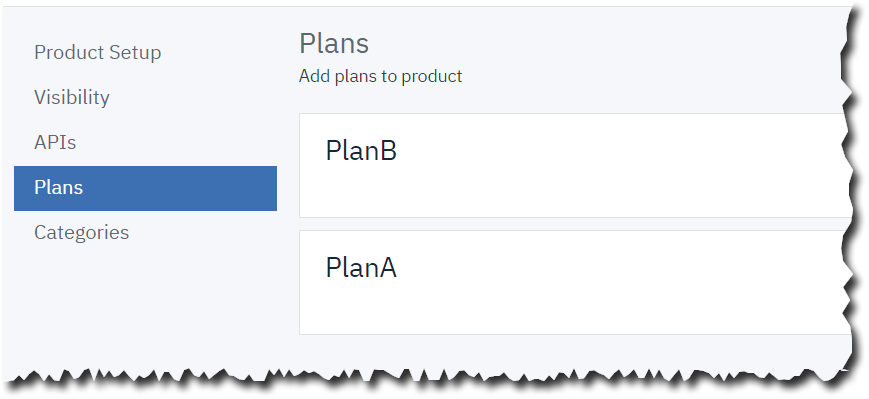 Product Setup
Visibility
APIs
Plans
Categories
Plans
Add plans to product
PlanB
PlanA